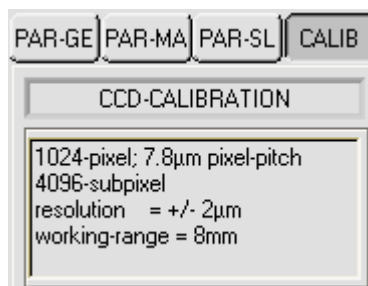 PAR-GE PAR-MA PAR-SL CALIB
CCD-CALIBRATION
1024-pixel; 7.8µm pixel-pitch
4096-subpixel
resolution = +/- 2µm
working-range = 8mm